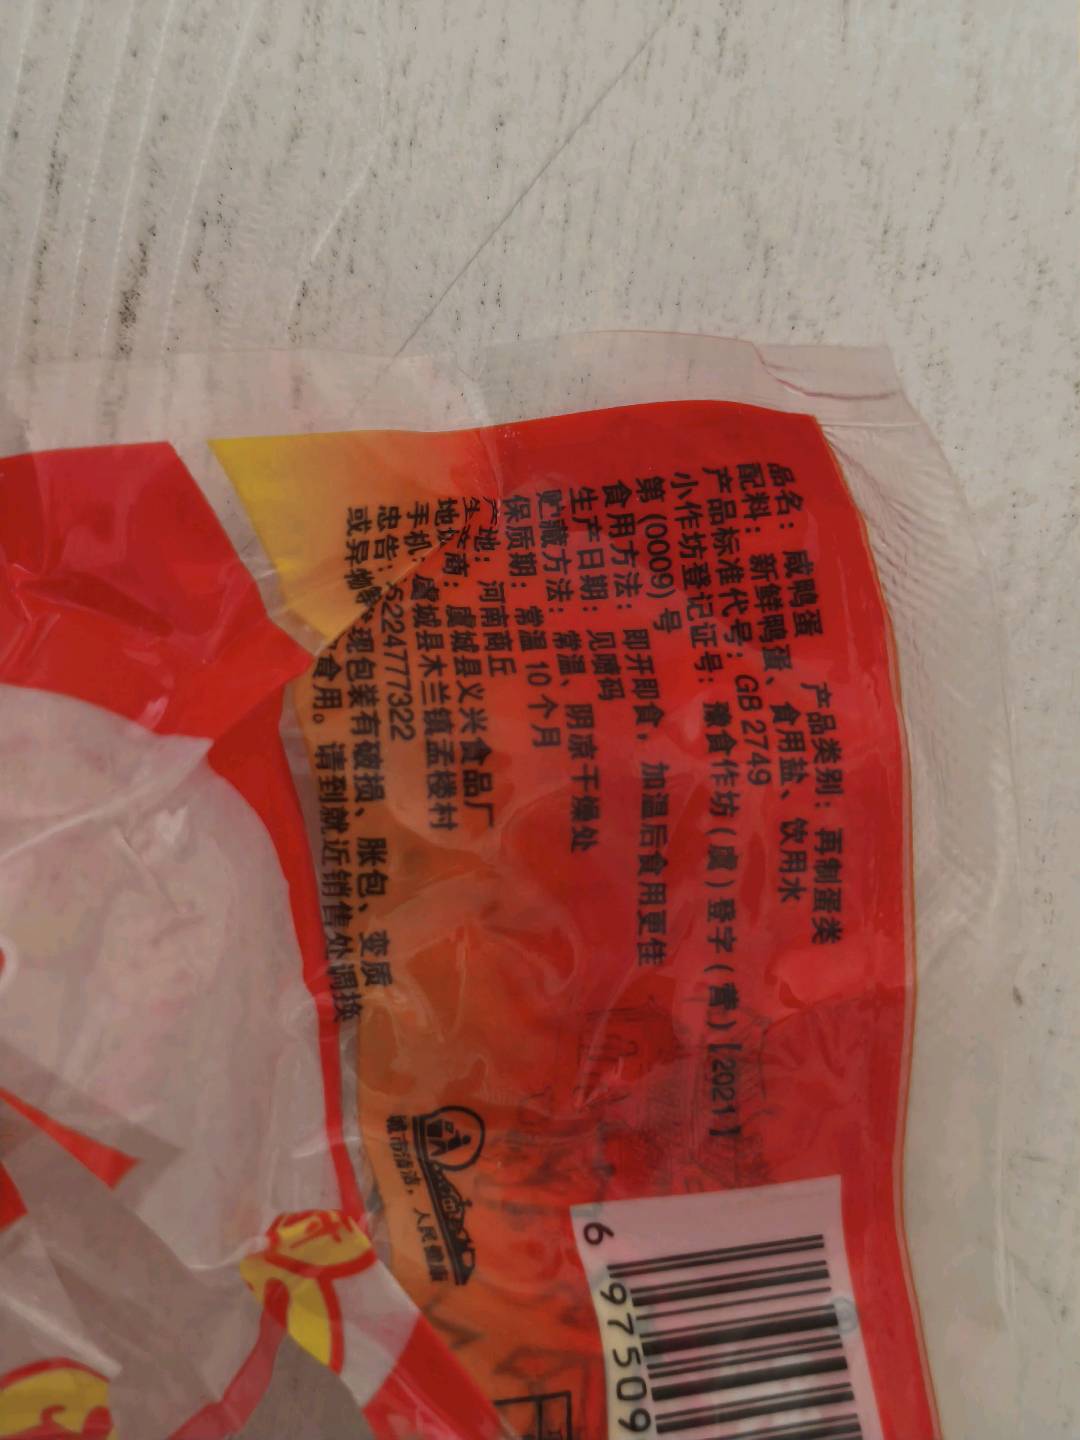 品名：咸鸭蛋 产品类别：再制蛋类
配料：新鲜鸭蛋、食用盐、饮用水
产品标准代号：GB 2749
小作坊登记证号：豫食作坊(虞)登字(营)【2021】
第(0009)号
食用方法：即开即食，加温后食用更佳
生产日期：见喷码
贮藏方法：常温、阴凉干燥处
保质期：常温10个月
产地：河南商丘
生产商：虞城县义兴食品厂
地址：虞城县木兰镇孟楼村
手机：6224777322
忠告：现包装有破损、胀包、变质
或异物 食用。请到就近销售处调换
城市清洁，人民健康
6 97509